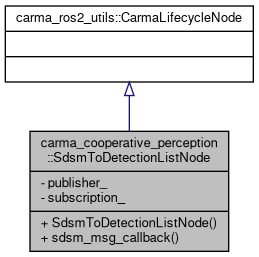 carma_ros2_utils::CarmaLifecycleNode
carma_cooperative_perception
::SdsmToDetectionListNode
- publisher_
- subscription_
+ SdsmToDetectionListNode()
+ sdsm_msg_callback()